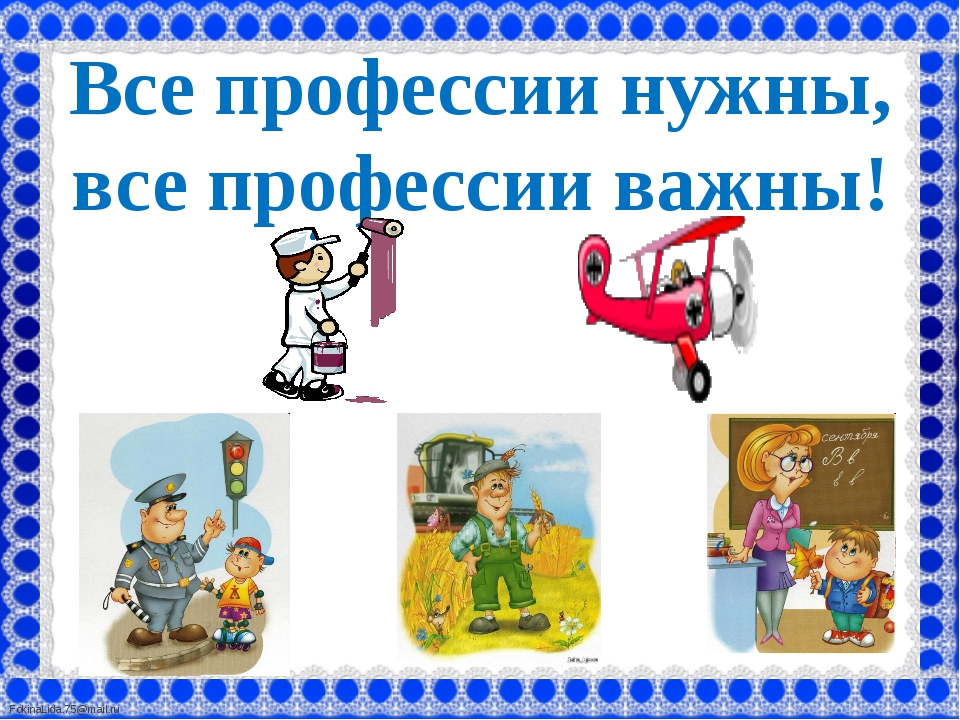 Все профессии нужны,
все профессии важны!
сентября
В в
в в
FokinaLida.75@mail.ru